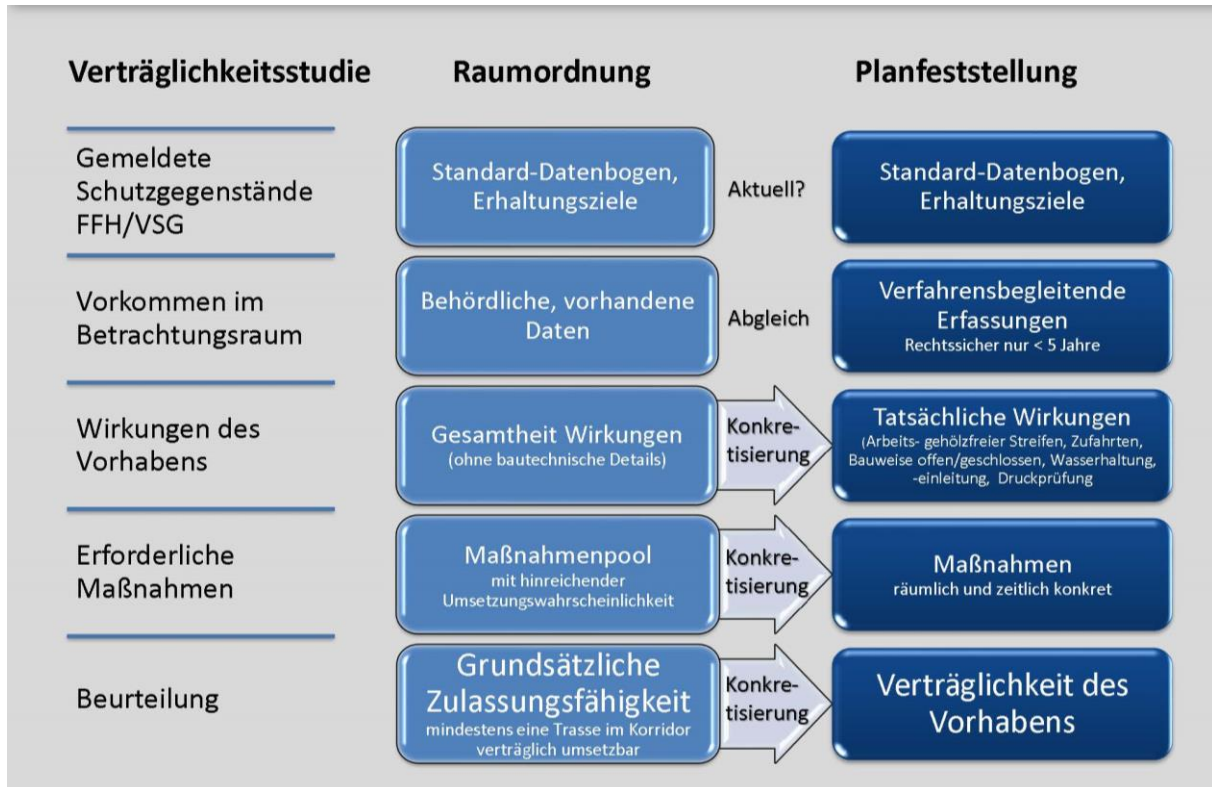 Verträglichkeitsstudie
Raumordnung
Planfeststellung
Gemeldete
Schutzgegenstände
FFH/VSG
Standard-Datenbogen,
Erhaltungsziele
Aktuell?
Standard-Datenbogen,
Erhaltungsziele
Vorkommen im
Betrachtungsraum
Behördliche, vorhandene
Daten
Abgleich
Verfahrensbegleitende
Erfassungen
Rechtssicher nur < 5 Jahre
Wirkungen des
Vorhabens
Gesamtheit Wirkungen
(ohne bautechnische Details)
Konkre-
tisierung
Tatsächliche Wirkungen
(Arbeits- gehölzfreier Streifen, Zufahrten,
Bauweise offen/geschlossen, Wasserhaltung,
-einleitung, Druckprüfung
Erforderliche
Maßnahmen
Maßnahmenpool
mit hinreichender
Umsetzungswahrscheinlichkeit
Konkre-
tisierung
Maßnahmen
räumlich und zeitlich konkret
Beurteilung
Grundsätzliche
Zulassungsfähigkeit
mindestens eine Trasse im Korridor
verträglich umsetzbar
Konkre-
tisierung
Verträglichkeit des
Vorhabens